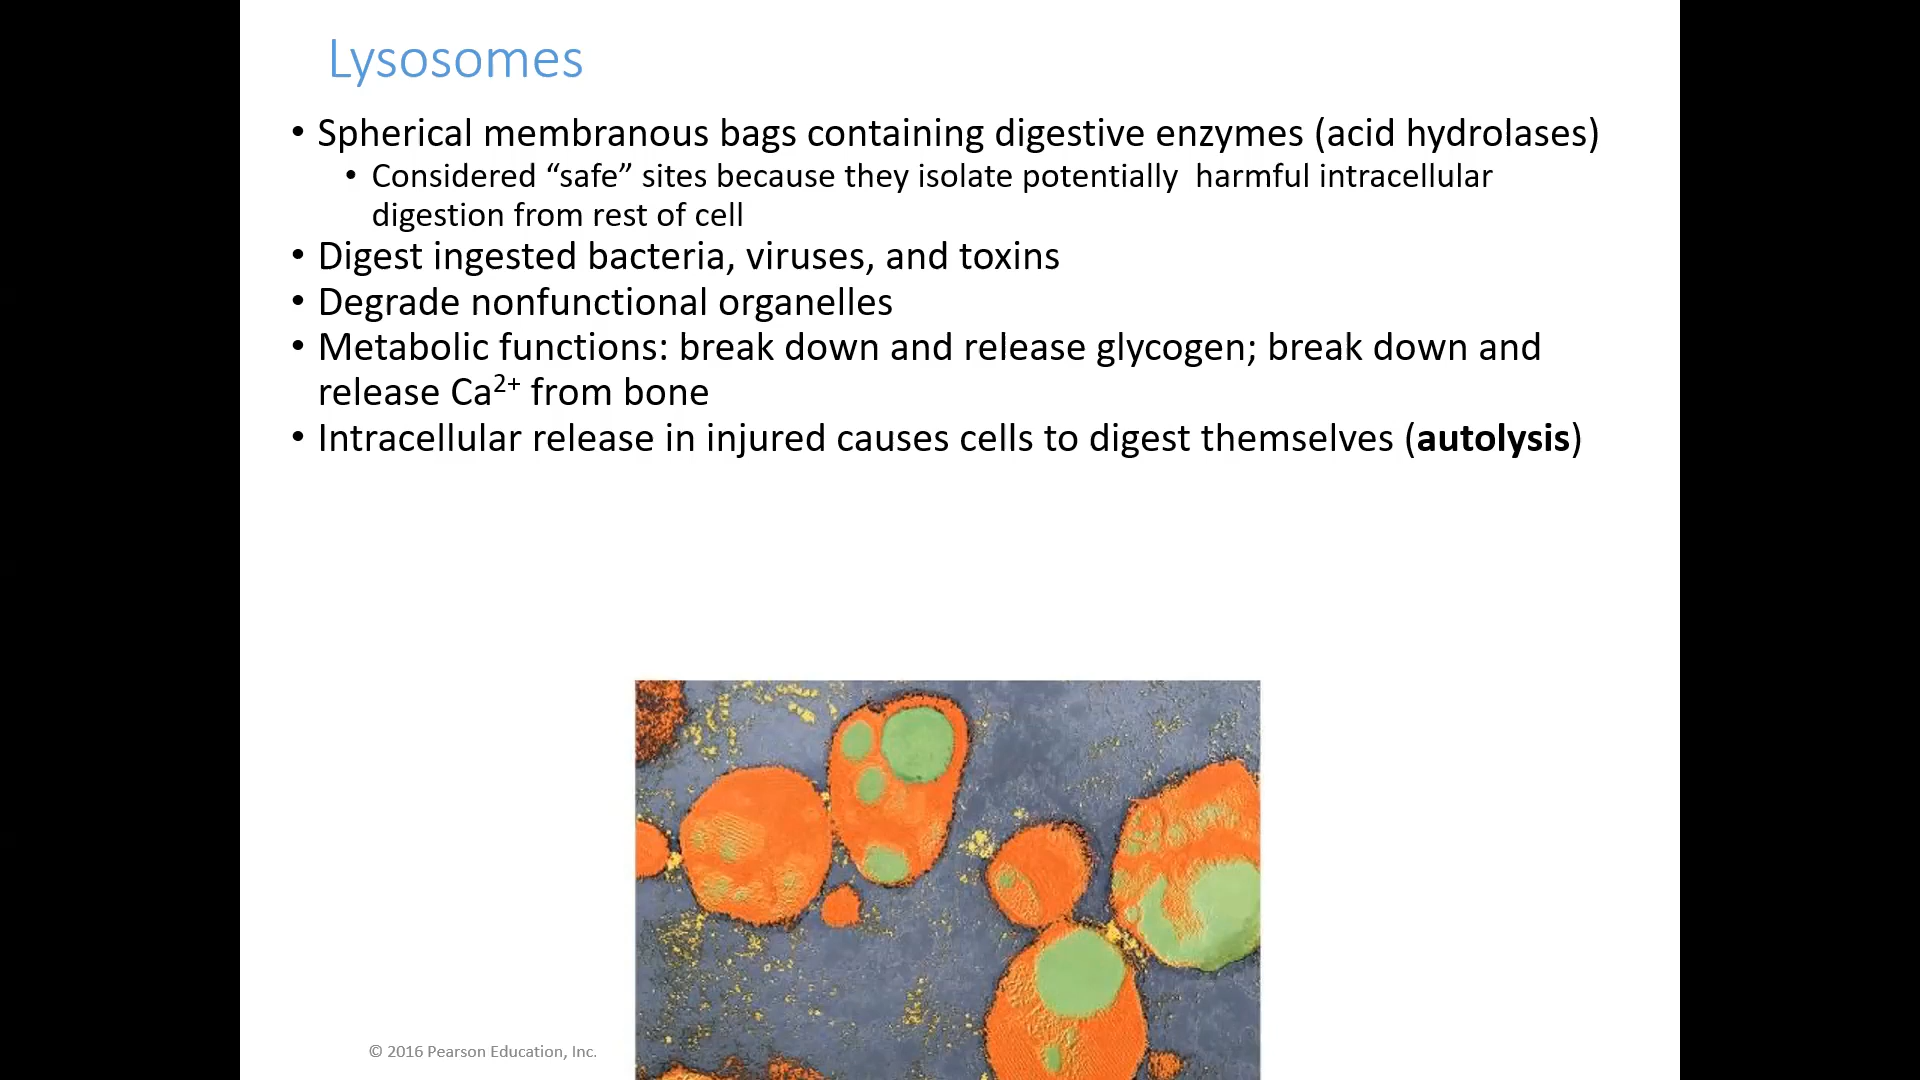 Lysosomes
• Spherical membranous bags containing digestive enzymes (acid hydrolases)
• Considered “safe” sites because they isolate potentially  harmful intracellular
digestion from rest of cell
• Digest ingested bacteria, viruses, and toxins
• Degrade nonfunctional organelles
• Metabolic functions: break down and release glycogen; break down and
release Ca²⁺ from bone
• Intracellular release in injured causes cells to digest themselves (autolysis)
© 2016 Pearson Education, Inc.